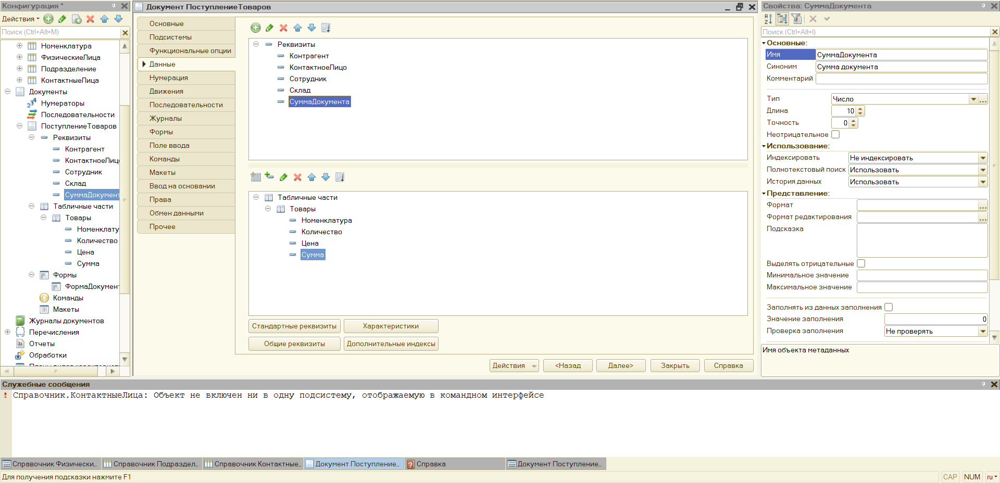 Конфигурация *
Действия
Поиск (Ctrl+Alt+M)
Номенклатура
ФизическиеЛица
Подразделение
КонтактныеЛица
Документы
Нумераторы
Последовательности
ПоступлениеТоваров
Реквизиты
Контрагент
КонтактноеЛиц
Сотрудник
Склад
СуммаДокумент
Табличные части
Товары
Номенклату
Количество
Цена
Сумма
Формы
ФормаДокумент
Команды
Макеты
Журналы документов
Перечисления
Отчеты
Обработки
Документ ПоступлениеТоваров
Основные
Подсистемы
Функциональные опции
Данные
Нумерация
Движения
Последовательности
Журналы
Формы
Поле ввода
Команды
Макеты
Ввод на основании
Права
Обмен данными
Прочее
Реквизиты
Контрагент
КонтактноеЛицо
Сотрудник
Склад
СуммаДокумента
Табличные части
Товары
Номенклатура
Количество
Цена
Сумма
Стандартные реквизиты Характеристики
Общие реквизиты Дополнительные индексы
Действия <Назад Далее> Закрыть Справка
Свойства: СуммаДокумента
Поиск (Ctrl+Alt+I)
Основные:
Имя СуммаДокумента
Синоним Сумма документа
Комментарий
Тип Число
Длина 10
Точность 0
Неотрицательное
Использование:
Индексировать Не индексировать
Полнотекстовый поиск Использовать
История данных Использовать
Представление:
Формат
Формат редактирования
Подсказка
Выделять отрицательные
Минимальное значение
Максимальное значение
Заполнять из данных заполнения
Значение заполнения 0
Проверка заполнения Не проверять
Имя объекта метаданных
Служебные сообщения
Справочник.КонтактныеЛица: Объект не включен ни в одну подсистему, отображаемую в командном интерфейсе
Справочник Физически... Справочник Подраздел... Справочник Контактные... Документ Поступление... Справка Документ Поступление...
Для получения подсказки нажмите F1 CAP NUM ru